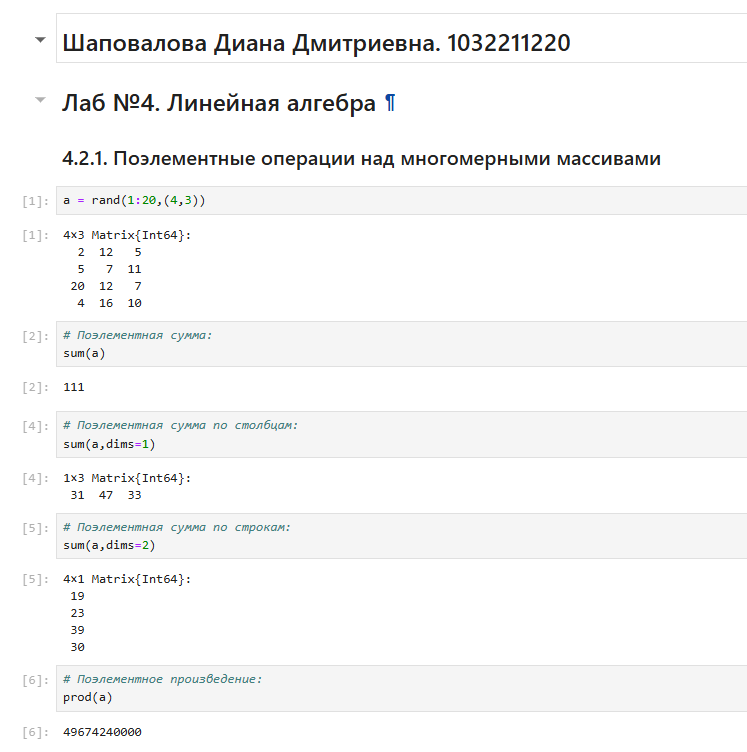 Шаповалова Диана Дмитриевна. 1032211220
Лаб №4. Линейная алгебра ¶
4.2.1. Поэлементные операции над многомерными массивами
[1]: a = rand(1:20,(4,3))
[1]: 4×3 Matrix{Int64}:
2 12 5
5 7 11
20 12 7
4 16 10
[2]: # Поэлементная сумма:
sum(a)
[2]: 111
[4]: # Поэлементная сумма по столбцам:
sum(a,dims=1)
[4]: 1×3 Matrix{Int64}:
31 47 33
[5]: # Поэлементная сумма по строкам:
sum(a,dims=2)
[5]: 4×1 Matrix{Int64}:
19
23
39
30
[6]: # Поэлементное произведение:
prod(a)
[6]: 49674240000